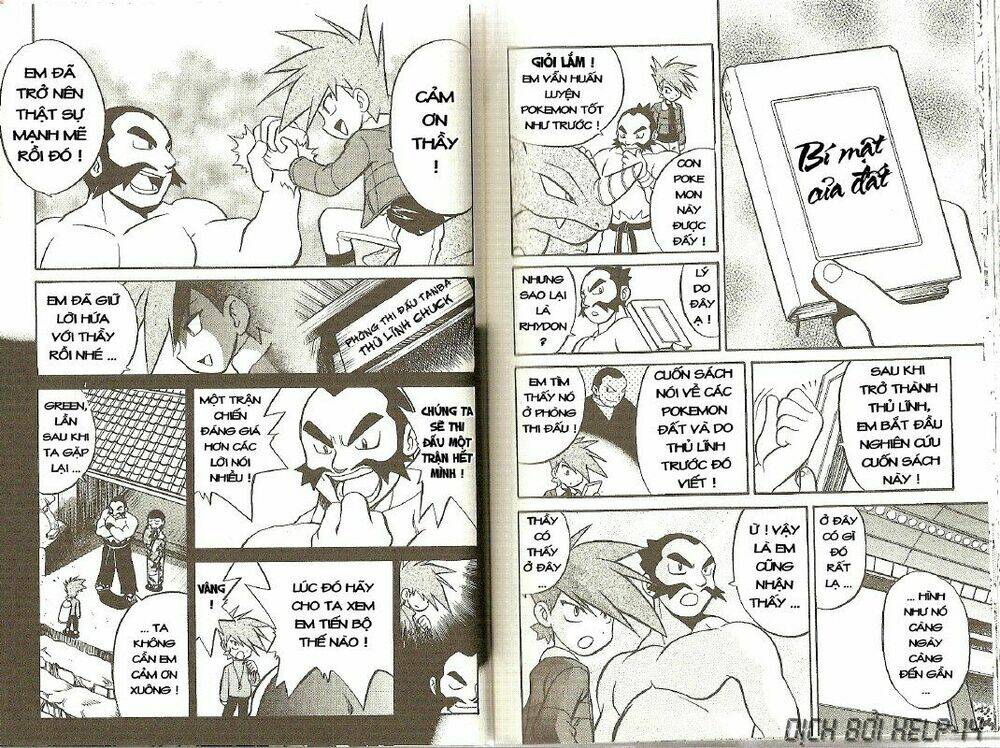 EM ĐÃ
TRỞ NÊN
THẬT SỰ
MẠNH MẼ
RỒI ĐÓ !
CẢM
ƠN
THẦY !
EM ĐÃ GIỮ
LỜI HỨA
VỚI THẦY
RỒI NHÉ ...
PHÒNG THI ĐẤU TANBA
THỦ LĨNH CHUCK
GREEN,
LẦN
SAU KHI
TA GẶP
LẠI ...
... TA
KHÔNG
CẦN EM
CẢM ƠN
XUÔNG !
MỘT TRẬN
CHIẾN
ĐÁNG GIÁ
HƠN CÁC
LỜI NÓI
NHIỀU !
CHÚNG TA
SẼ THI
ĐẤU MỘT
TRẬN HẾT
MÌNH !
VÂNG !
LÚC ĐÓ HÃY
CHO TA XEM
EM TIẾN BỘ
THẾ NÀO !
GIỎI LẮM !
EM VẪN HUẤN
LUYỆN
POKEMON TỐT
NHƯ TRƯỚC !
CON
POKE
MON
NÀY
ĐƯỢC
ĐẤY !
NHƯNG
SAO LẠI
LÀ
RHYDON
?
LÝ
DO ĐÂY
Ạ !
Bí mật
của đất
EM TÌM
THẤY NÓ
Ở PHÒNG
THI ĐẤU !
CUỐN SÁCH
NÓI VỀ CÁC
POKEMON
ĐẤT VÀ DO
THỦ LĨNH
TRƯỚC ĐÓ
VIẾT !
SAU KHI
TRỞ THÀNH
THỦ LĨNH,
EM BẮT ĐẦU
NGHIÊN CỨU
CUỐN SÁCH
NÀY !
THẦY
CÓ
THẤY
Ở ĐÂY ...
Ừ ! VẬY
LÀ EM
CŨNG
NHẬN
THẤY ...
Ở ĐÂY
CÓ GÌ
ĐÓ
RẤT
LẠ ...
HÌNH
NHƯ NÓ
CÀNG
NGÀY
CÀNG
ĐẾN GẦN
...
DỊCH BỞI HELP-14